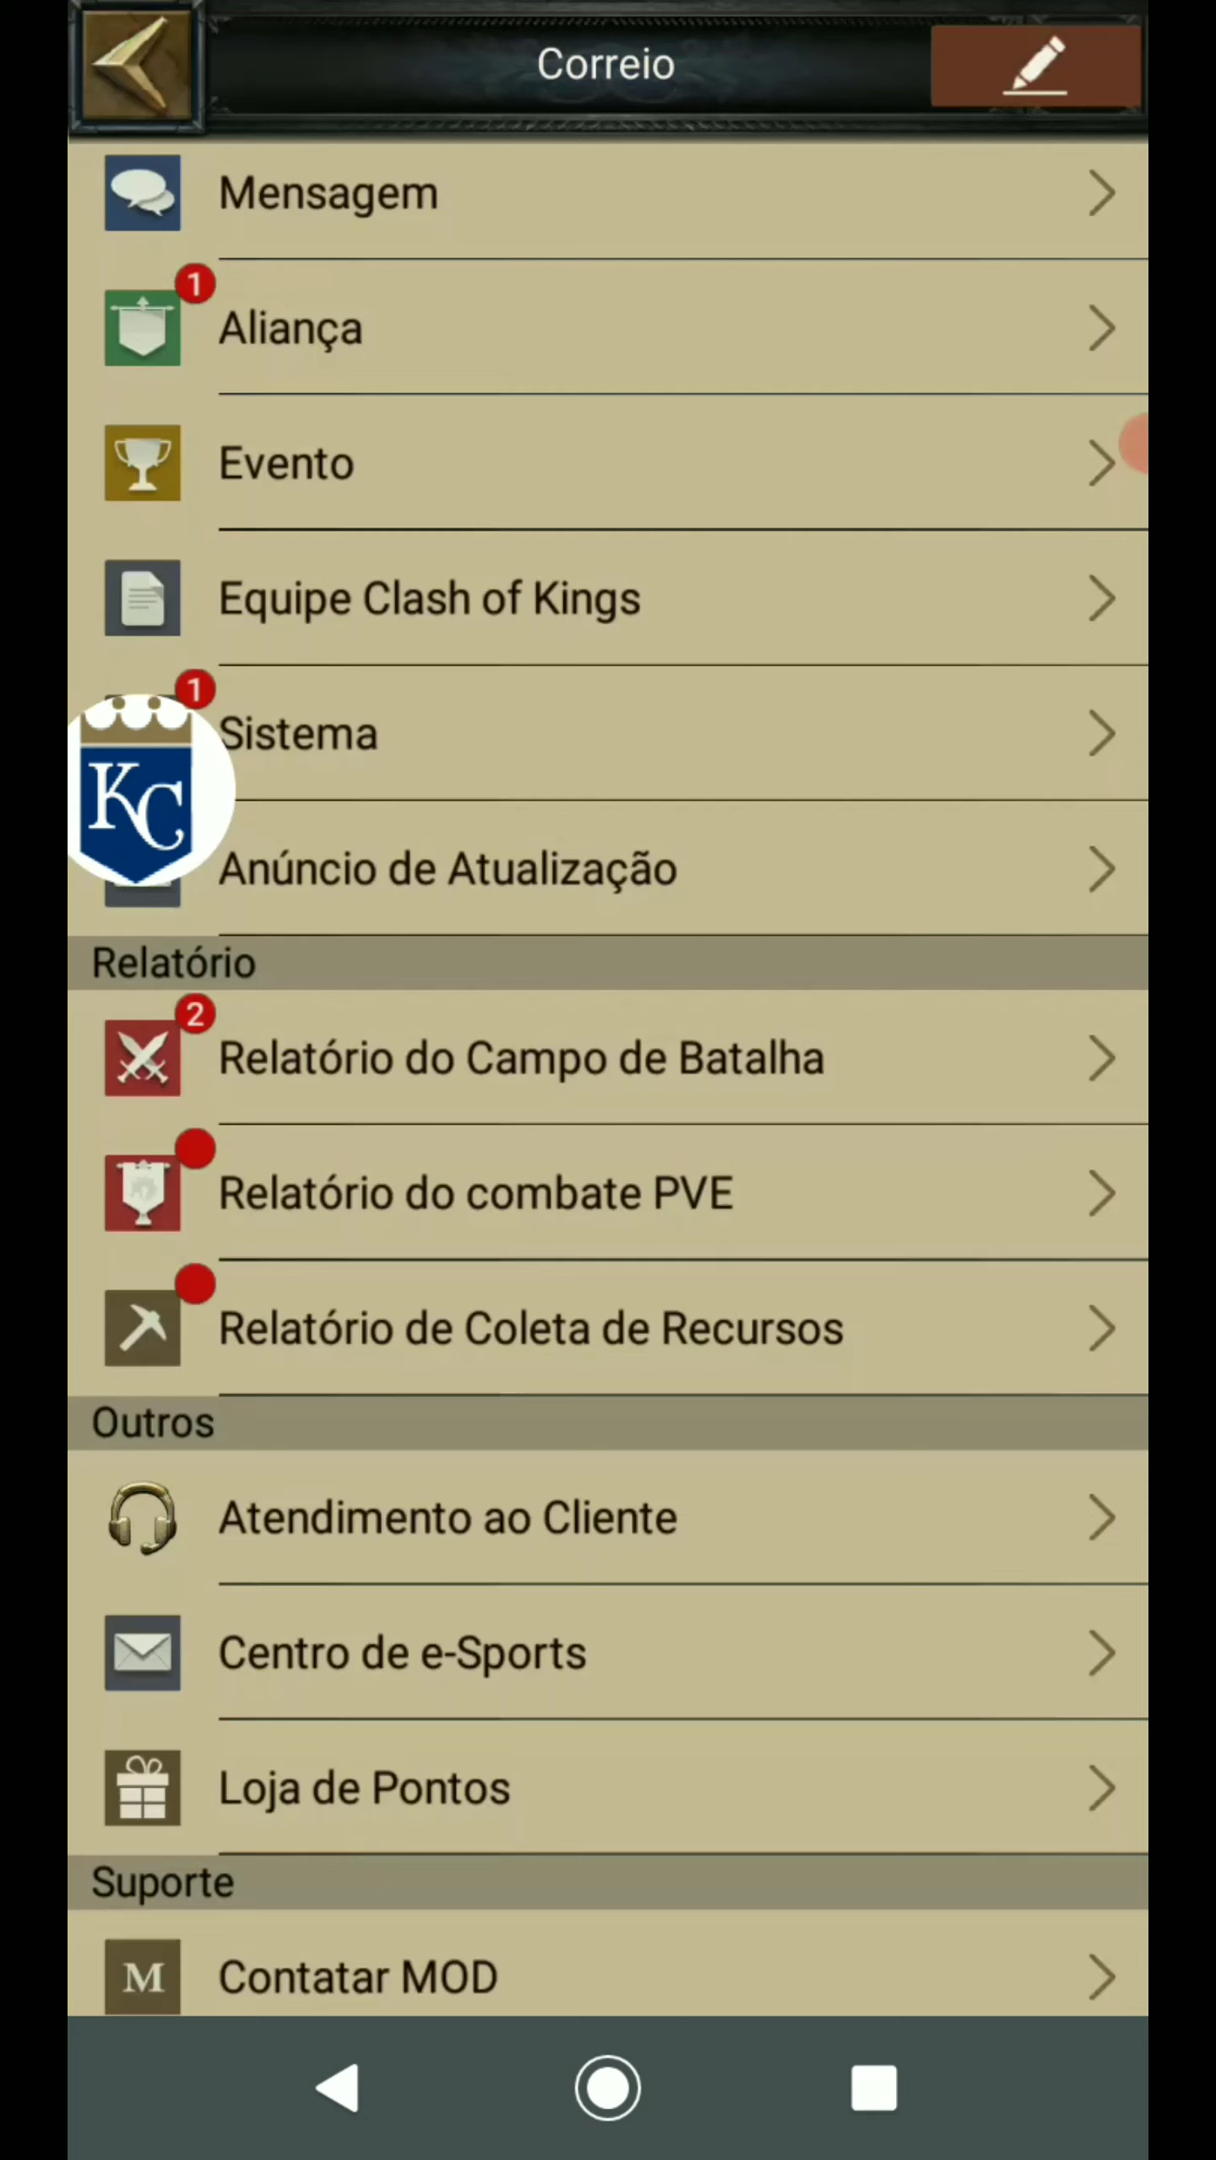 Correio
Mensagem
1
Aliança
Evento
Equipe Clash of Kings
1
Sistema
KC
Anúncio de Atualização
Relatório
2
Relatório do Campo de Batalha
Relatório do combate PVE
Relatório de Coleta de Recursos
Outros
Atendimento ao Cliente
Centro de e-Sports
Loja de Pontos
Suporte
M Contatar MOD